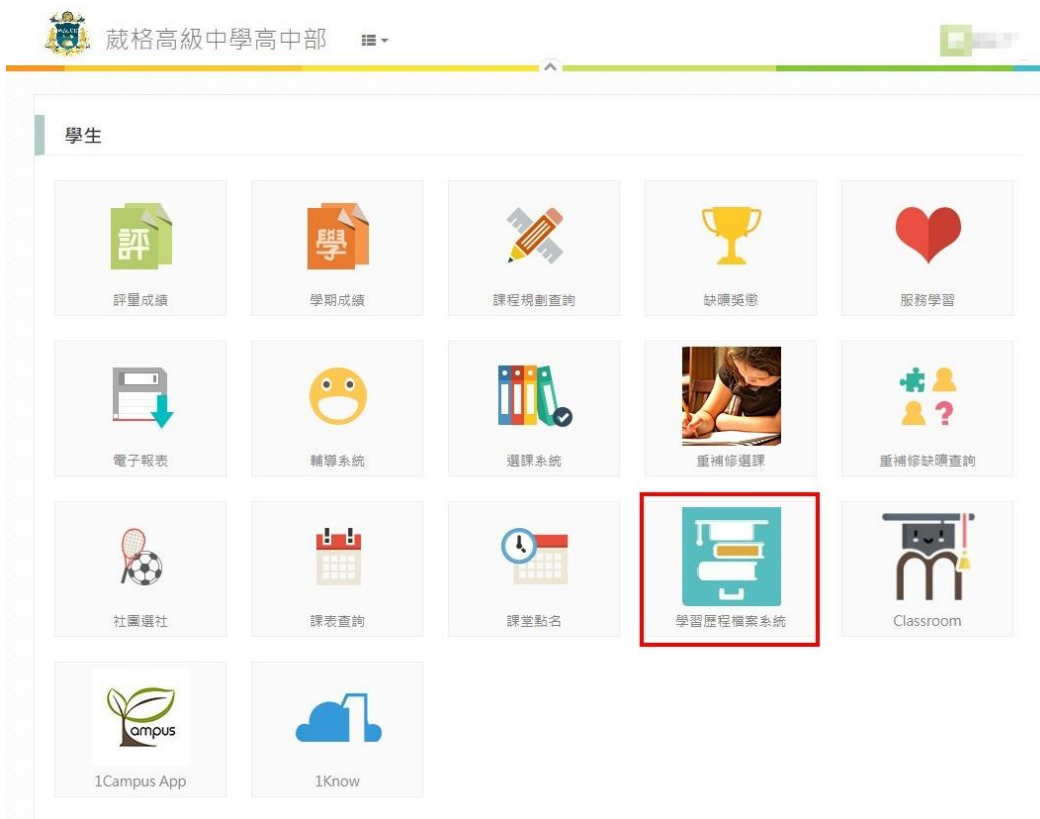 葳格高級中學高中部
學生
評
學
評量成績
學期成績
課程規劃查詢
缺曠獎懲
服務學習
電子報表
輔導系統
選課系統
重補修選課
重補修缺曠查詢
社團選社
課表查詢
課堂點名
學習歷程檔案系統
Classroom
ampus
1Campus App
1Know